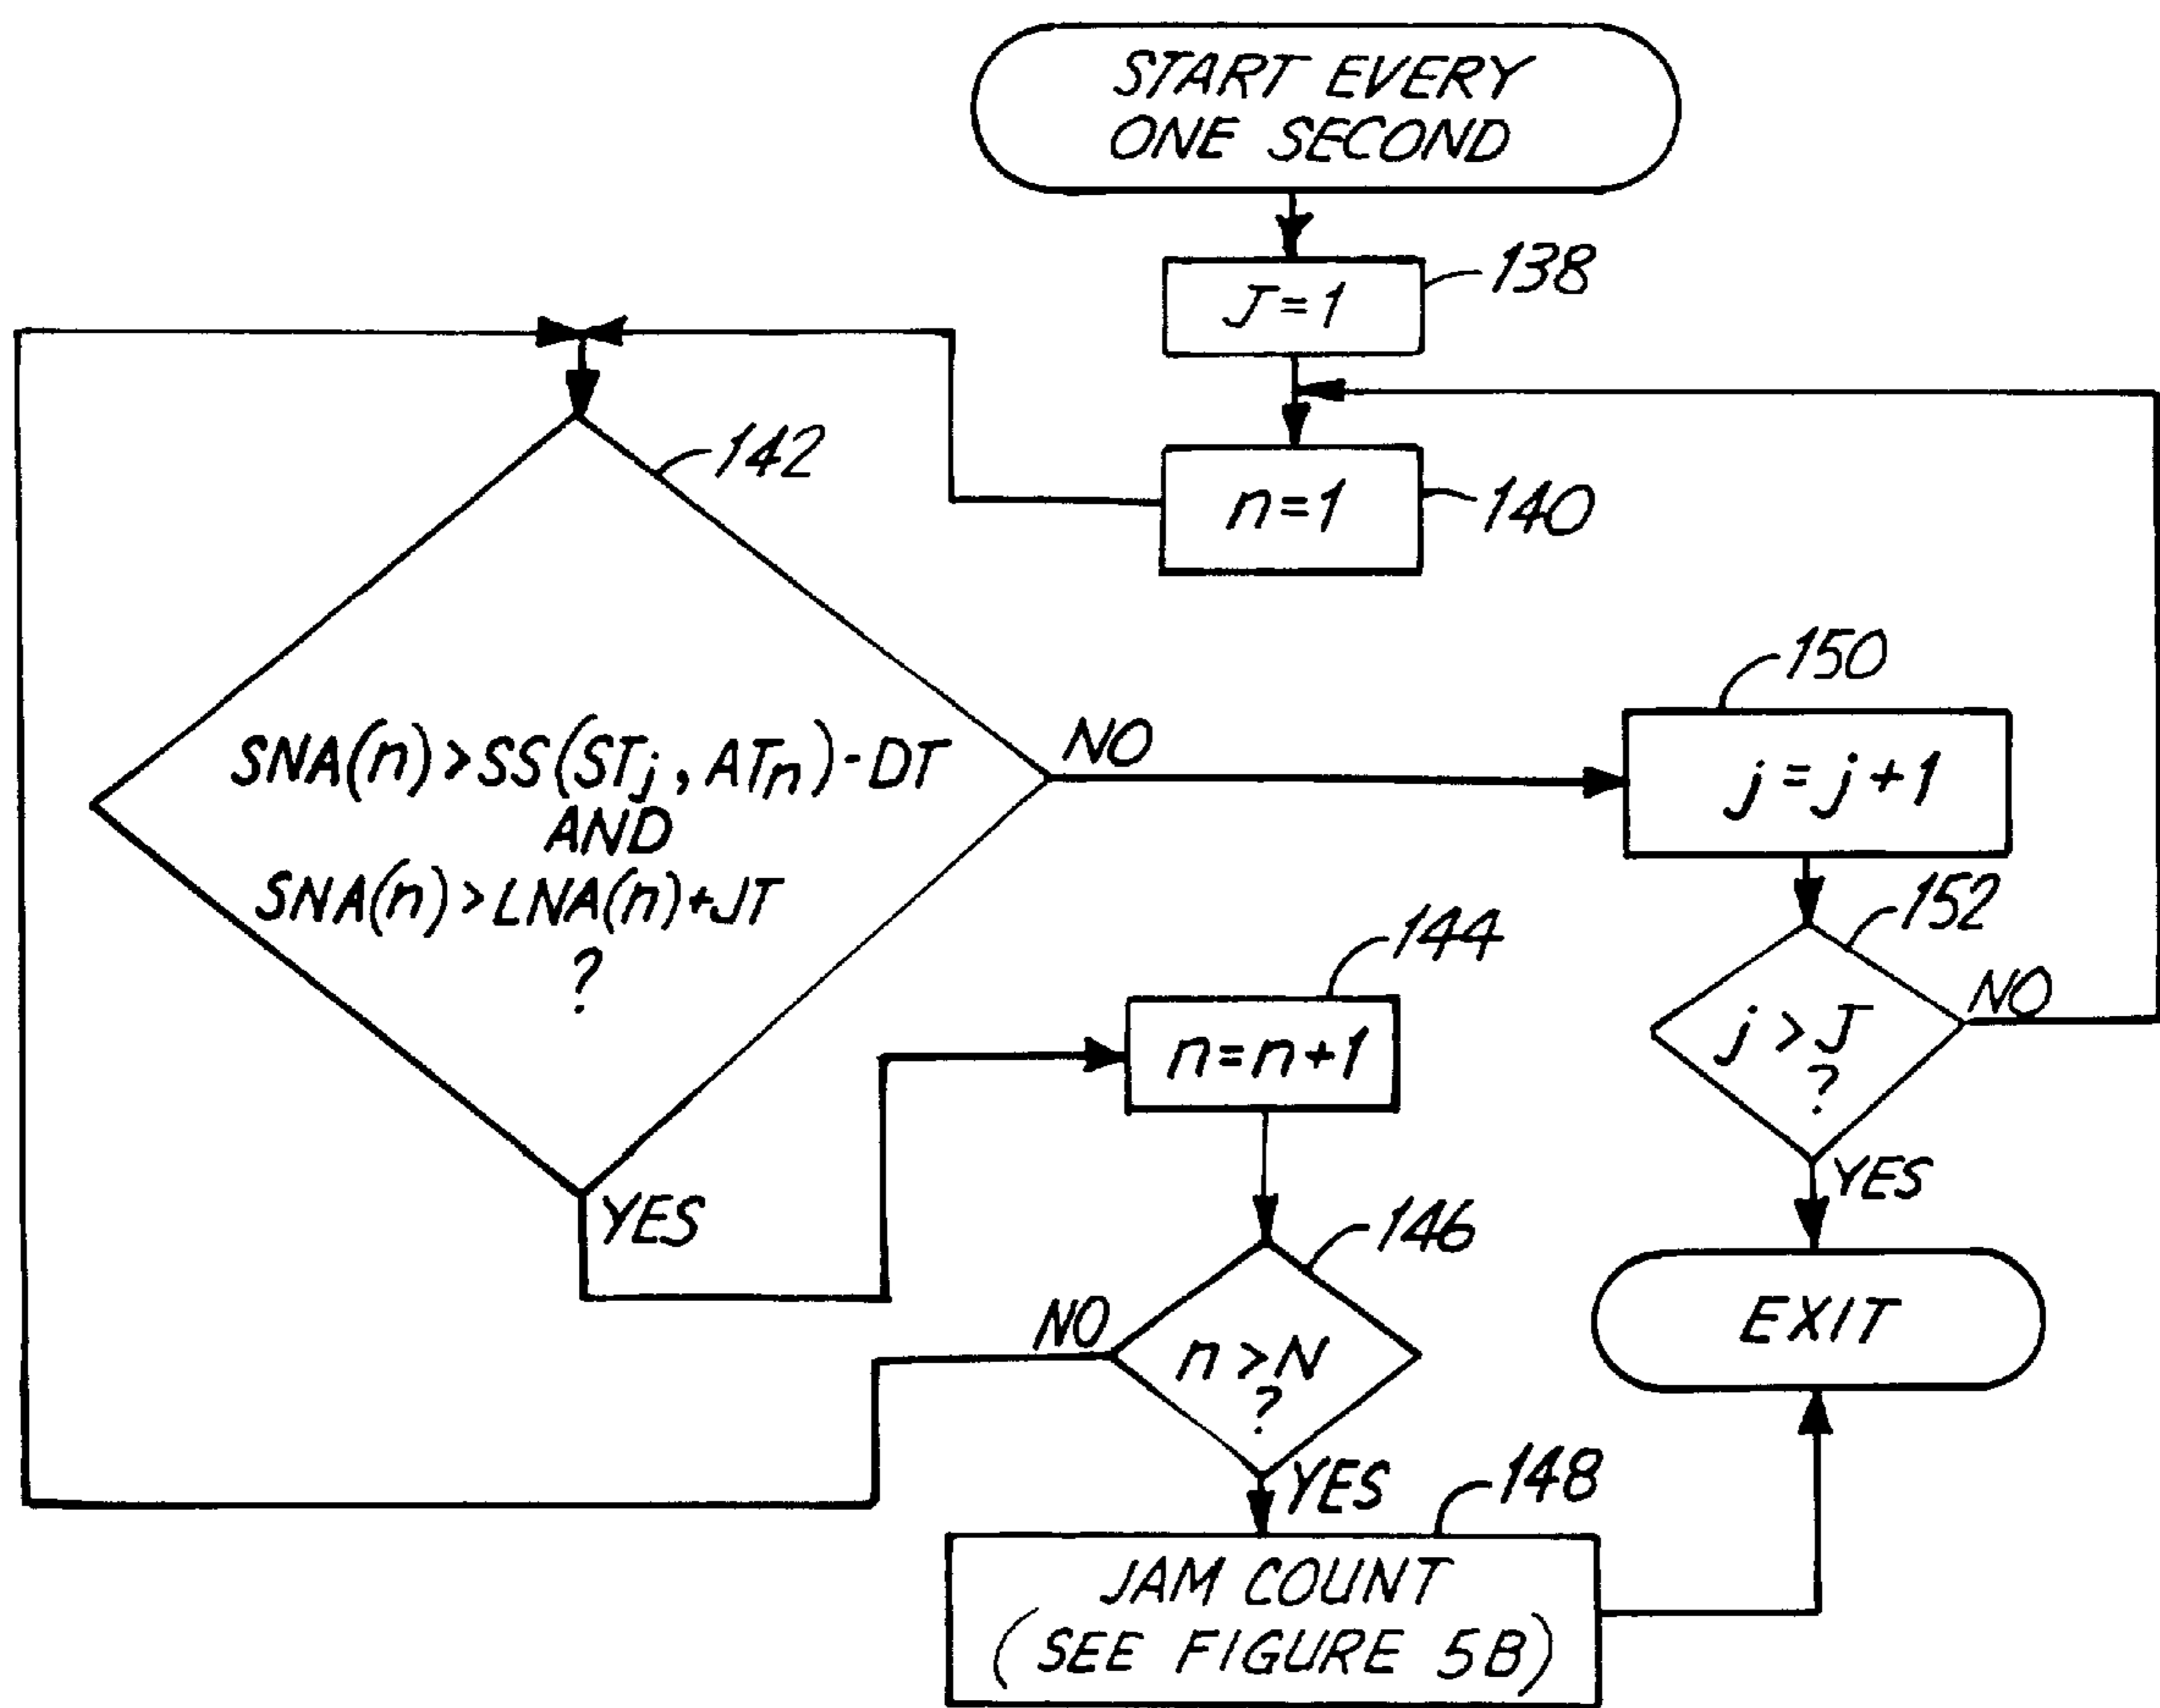 START EVERY
ONE SECOND
J=1
138
n=1
140
142
SNA(n)>SS(STj, ATn)-DT
AND
SNA(n)>LNA(n)+JT
?
NO
YES
150
j=j+1
152
j>J
?
NO
YES
144
n=n+1
146
n>N
?
NO
YES
148
JAM COUNT
(SEE FIGURE 5B)
EXIT